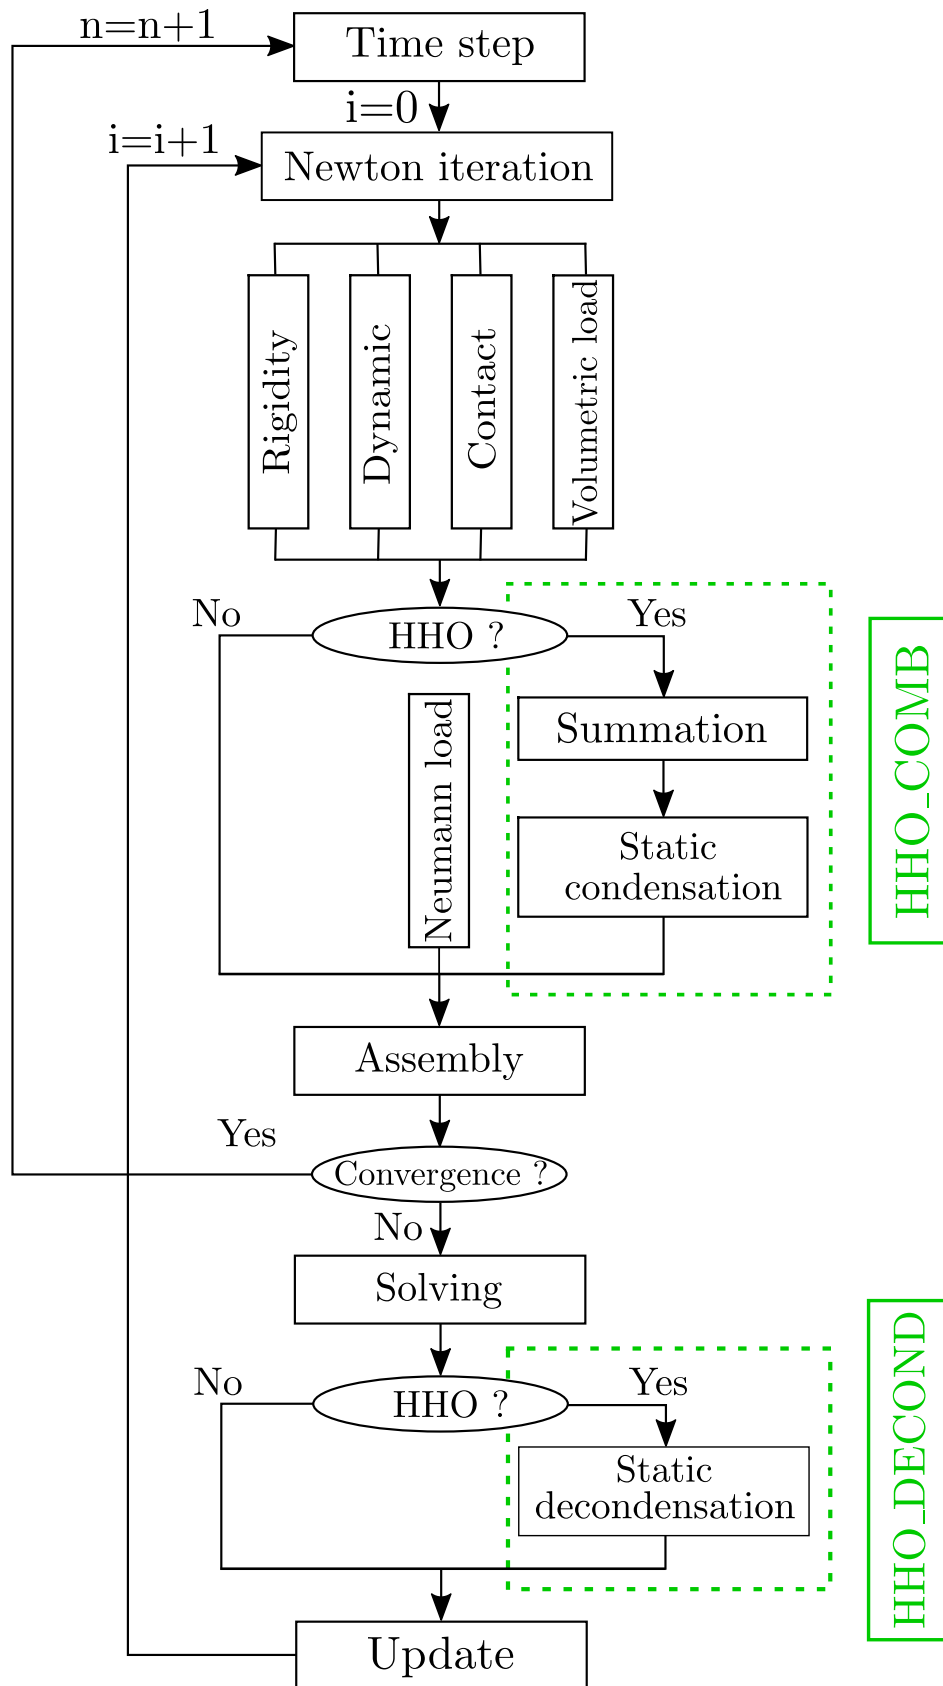 n=n+1
Time step
i=0
i=i+1
Newton iteration
Rigidity
Dynamic
Contact
Volumetric load
No
HHO ?
Yes
Summation
Neumann load
Static
condensation
HHO_COMB
Assembly
Yes
Convergence ?
No
Solving
No
HHO ?
Yes
Static
decondensation
HHO_DECOND
Update